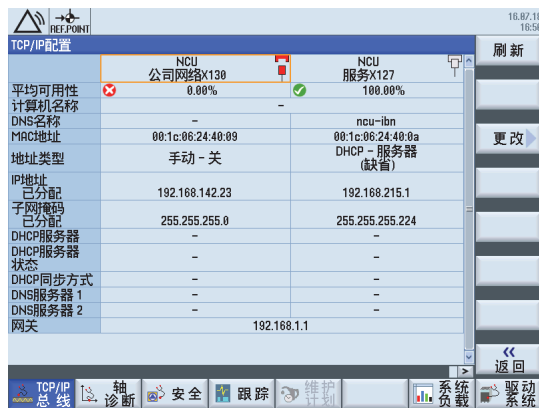 REF.POINT
16.07.1
16:50
TCP/IP配置
NCU
公司网络X130
NCU
服务X127
平均可用性 0.00% 100.00%
计算机名称 -
DNS名称 - ncu-ibn
MAC地址 00:1c:06:24:40:09 00:1c:06:24:40:0a
地址类型 手动 - 关 DHCP - 服务器
(缺省)
IP地址
已分配 192.168.142.23 192.168.215.1
子网掩码
已分配 255.255.255.0 255.255.255.224
DHCP服务器 - -
DHCP服务器
状态 - -
DHCP同步方式 - -
DNS服务器 1 - -
DNS服务器 2 - -
网关 192.168.1.1
刷新
更改
返回
TCP/IP
总线
轴
诊断
安全
跟踪
维护
计划
系统
负载
驱动
系统